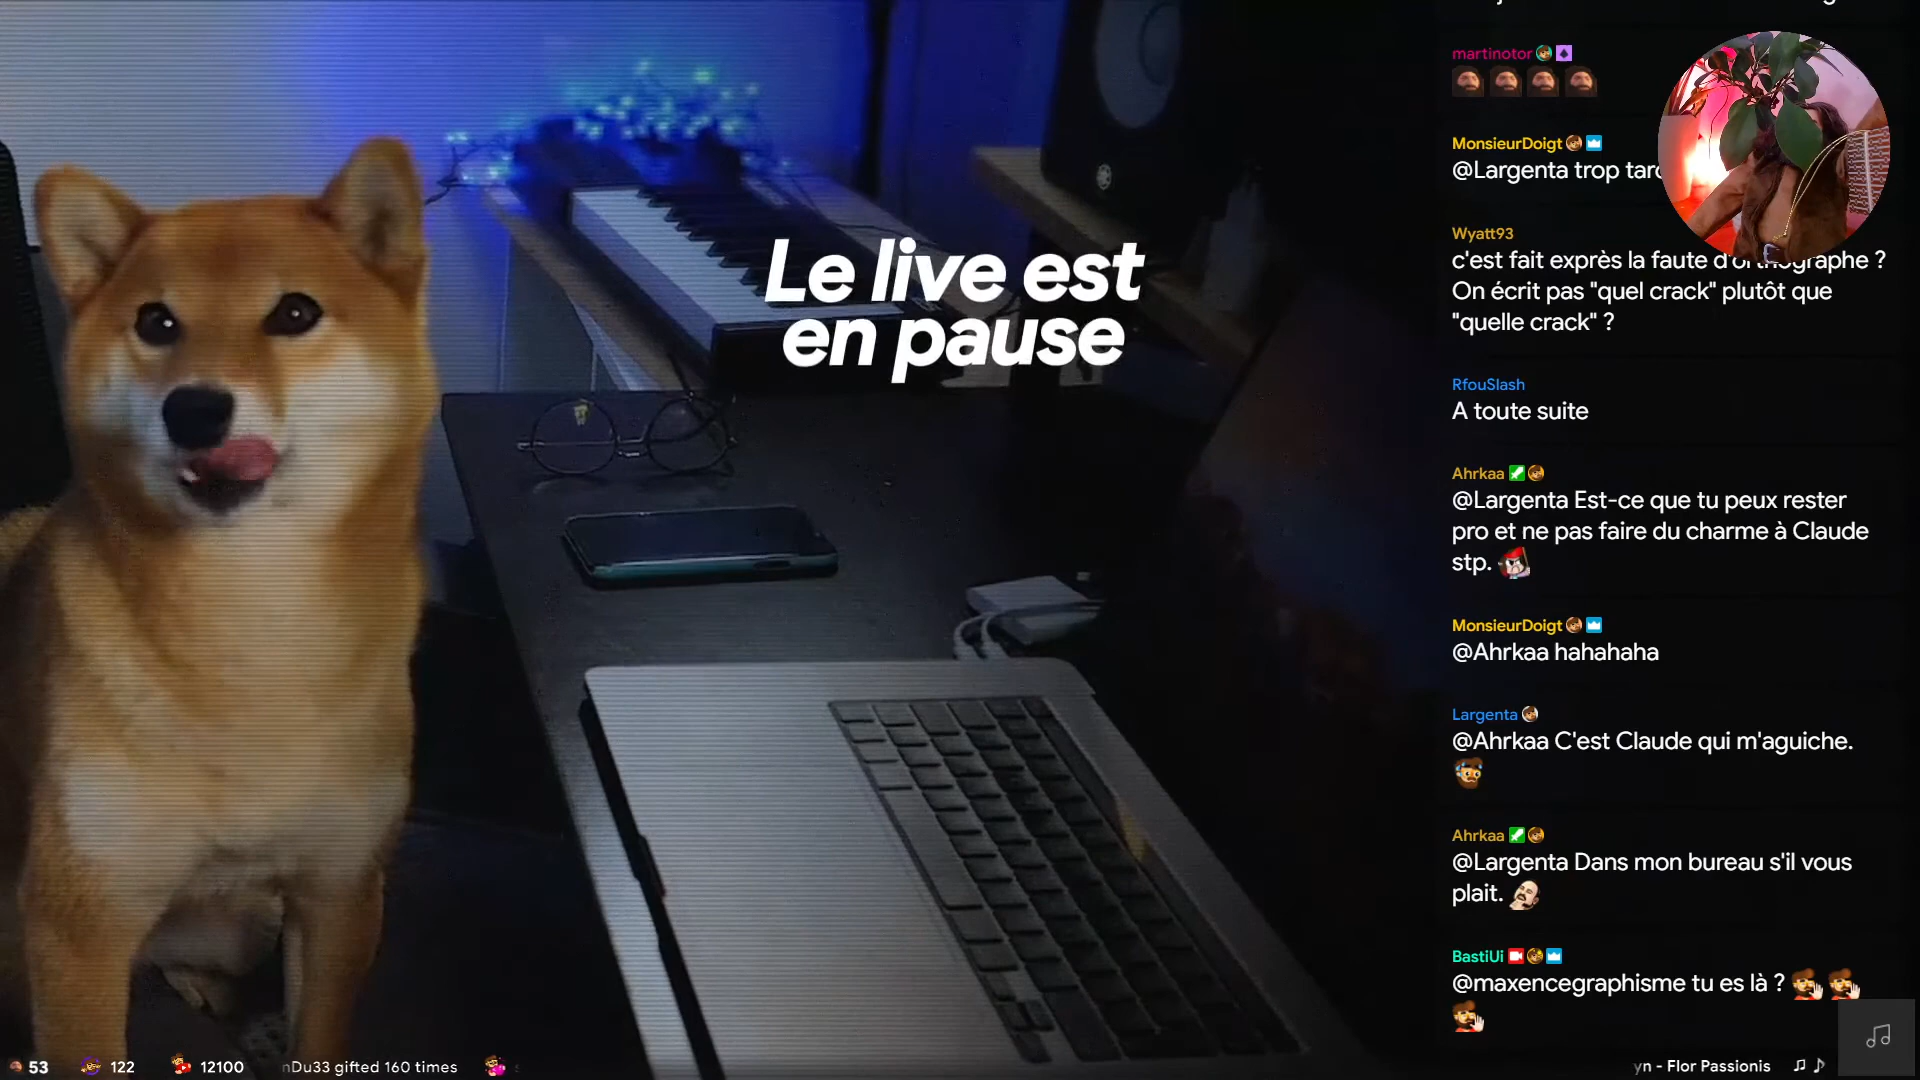 Le live est
en pause
martinotor
MonsieurDoigt
@Largenta trop
Wyatt93
c'est fait exprès la faute d'orthographe ?
On écrit pas "quel crack" plutôt que
"quelle crack" ?
RfouSlash
A toute suite
Ahrkaa
@Largenta Est-ce que tu peux rester
pro et ne pas faire du charme à Claude
stp.
MonsieurDoigt
@Ahrkaa hahahaha
Largenta
@Ahrkaa C'est Claude qui m'aguiche.
Ahrkaa
@Largenta Dans mon bureau s'il vous
plait.
BastiUi
@maxencegraphisme tu es là ?
53
122
12100
nDu33 gifted 160 times
yn - Flor Passionis